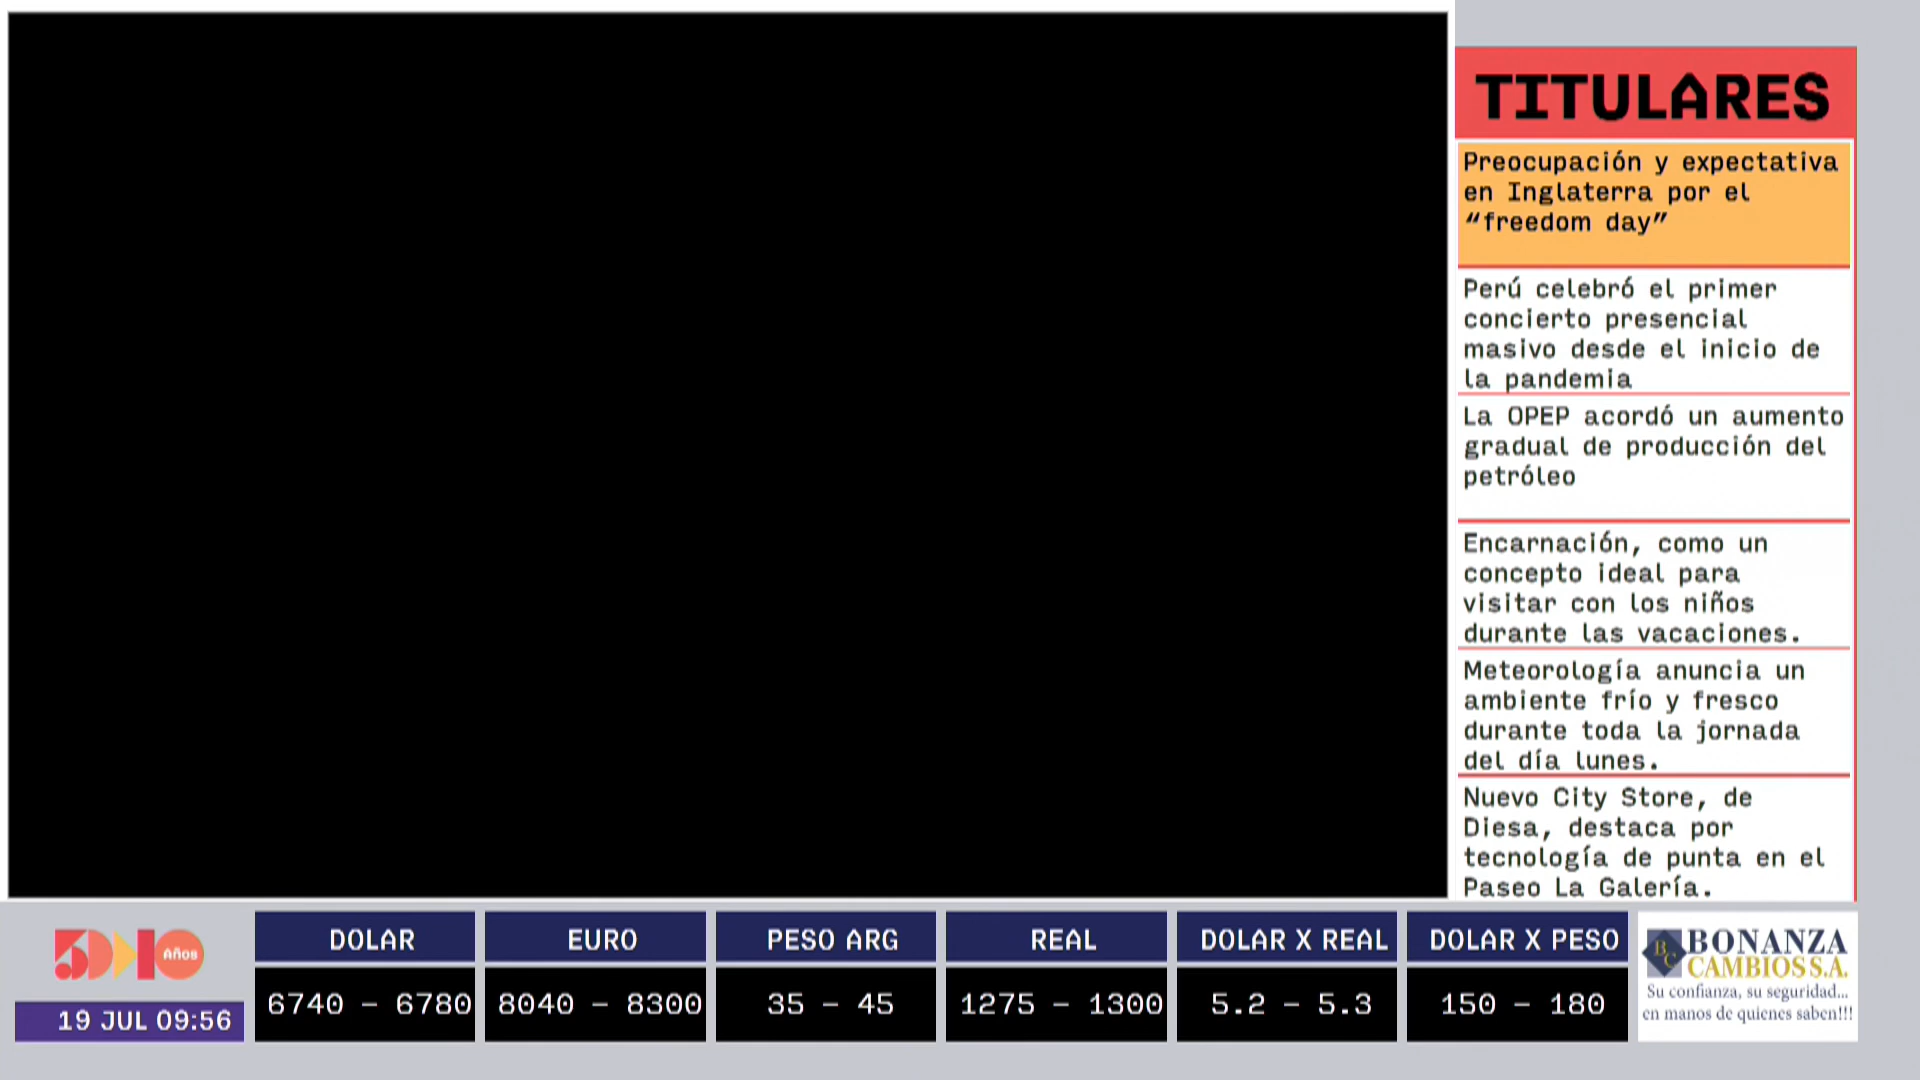 TITULARES
Preocupación y expectativa
en Inglaterra por el
“freedom day”
Perú celebró el primer
concierto presencial
masivo desde el inicio de
la pandemia
La OPEP acordó un aumento
gradual de producción del
petróleo
Encarnación, como un
concepto ideal para
visitar con los niños
durante las vacaciones.
Meteorología anuncia un
ambiente frío y fresco
durante toda la jornada
del día lunes.
Nuevo City Store, de
Diesa, destaca por
tecnología de punta en el
Paseo La Galería.
Años
19 JUL 09:56
DOLAR
6740 - 6780
EURO
8040 - 8300
PESO ARG
35 - 45
REAL
1275 - 1300
DOLAR X REAL
5.2 - 5.3
DOLAR X PESO
150 - 180
BC
BONANZA
CAMBIOS S.A.
Su confianza, su seguridad...
en manos de quienes saben!!!